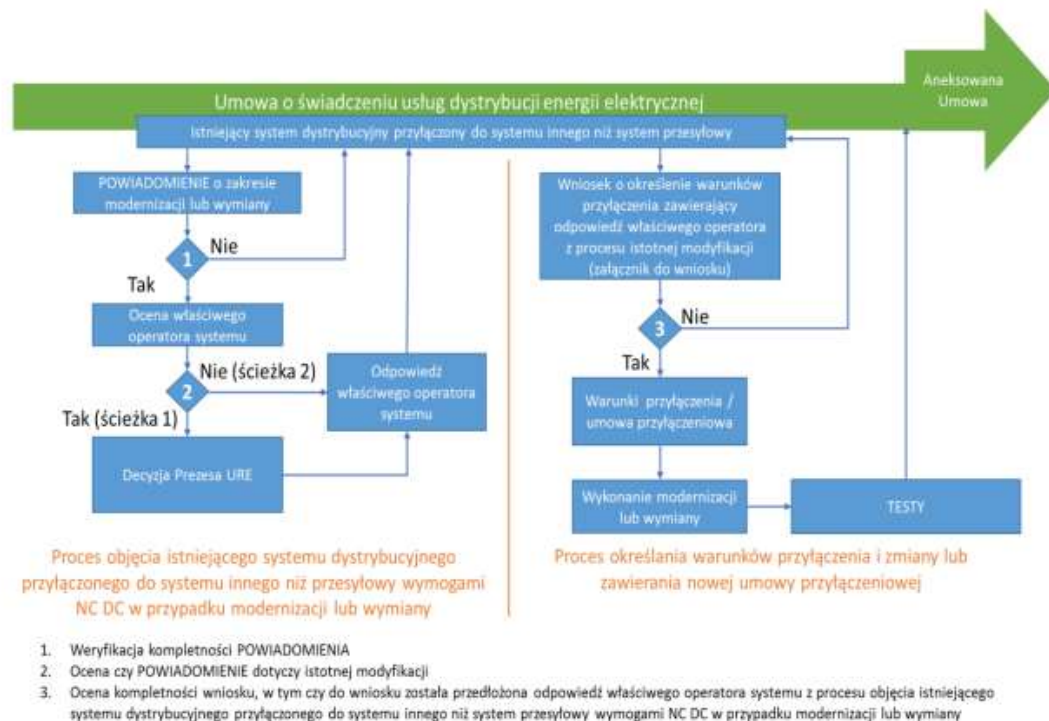 Aneksowana
Umowa
Umowa o świadczeniu usług dystrybucji energii elektrycznej
Istniejący system dystrybucyjny przyłączony do systemu innego niż system przesyłowy
POWIADOMIENIE o zakresie
modernizacji lub wymiany
1
Nie
Tak
Ocena właściwego
operatora systemu
2
Nie (ścieżka 2)
Tak (ścieżka 1)
Odpowiedź
właściwego operatora
systemu
Decyzja Prezesa URE
Proces objęcia istniejącego systemu dystrybucyjnego
przyłączonego do systemu innego niż przesyłowy wymogami
NC DC w przypadku modernizacji lub wymiany
Wniosek o określenie warunków
przyłączenia zawierający
odpowiedź właściwego operatora
z procesu istotnej modyfikacji
(załącznik do wniosku)
3
Nie
Tak
Warunki przyłączenia /
umowa przyłączeniowa
Wykonanie modernizacji
lub wymiany
TESTY
Proces określania warunków przyłączenia i zmiany lub
zawierania nowej umowy przyłączeniowej
1. Weryfikacja kompletności POWIADOMIENIA
2. Ocena czy POWIADOMIENIE dotyczy istotnej modyfikacji
3. Ocena kompletności wniosku, w tym czy do wniosku została przedłożona odpowiedź właściwego operatora systemu z procesu objęcia istniejącego
systemu dystrybucyjnego przyłączonego do systemu innego niż system przesyłowy wymogami NC DC w przypadku modernizacji lub wymiany